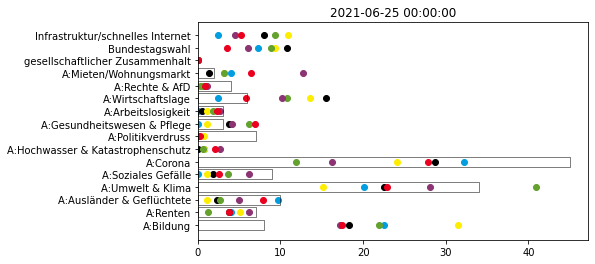 2021-06-25 00:00:00
Infrastruktur/schnelles Internet
Bundestagswahl
gesellschaftlicher Zusammenhalt
A:Mieten/Wohnungsmarkt
A:Rechte & AfD
A:Wirtschaftslage
A:Arbeitslosigkeit
A:Gesundheitswesen & Pflege
A:Politikverdruss
A:Hochwasser & Katastrophenschutz
A:Corona
A:Soziales Gefälle
A:Umwelt & Klima
A:Ausländer & Geflüchtete
A:Renten
A:Bildung
0 10 20 30 40